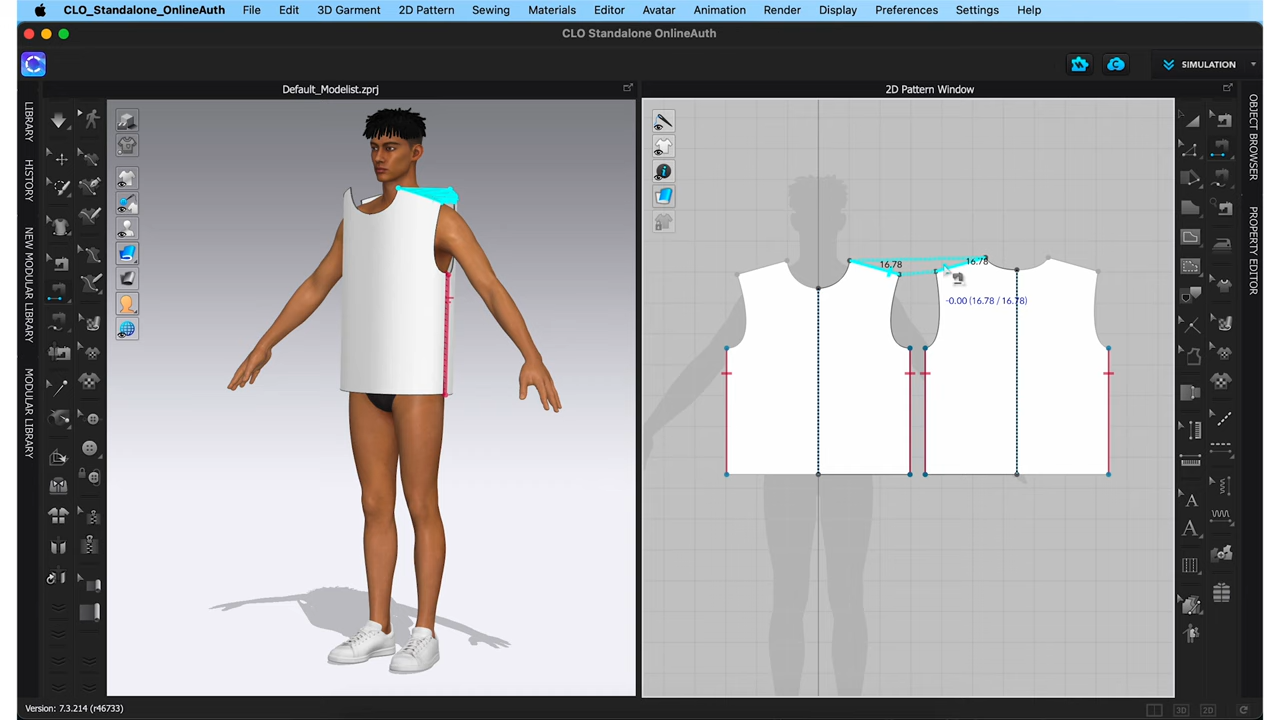 CLO_Standalone_OnlineAuth File Edit 3D Garment 2D Pattern Sewing Materials Editor Avatar Animation Render Display Preferences Settings Help
CLO Standalone OnlineAuth
SIMULATION
Default_Modelist.zprj
2D Pattern Window
LIBRARY
HISTORY
NEW MODULAR LIBRARY
MODULAR LIBRARY
OBJECT BROWSER
PROPERTY EDITOR
16.78
16.78
-0.00 (16.78 / 16.78)
A
A
Version: 7.3.214 (r46733)
3D
2D